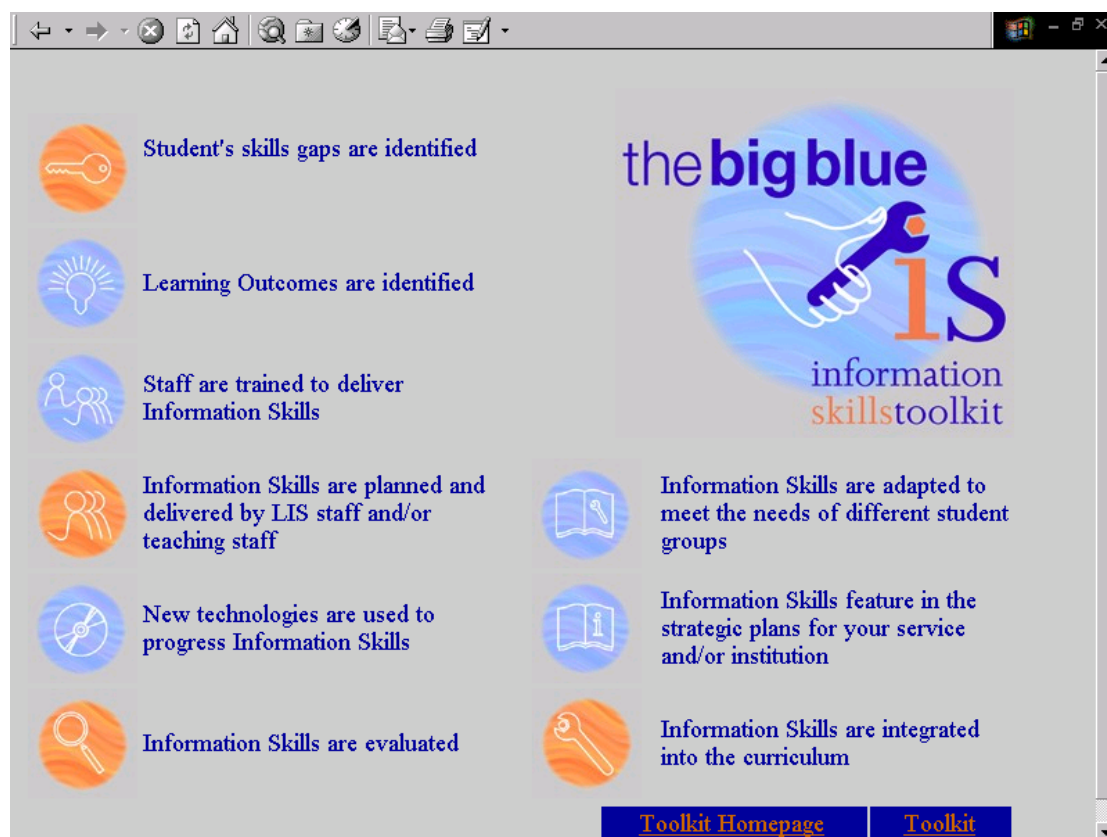 Student's skills gaps are identified
Learning Outcomes are identified
Staff are trained to deliver
Information Skills
Information Skills are planned and
delivered by LIS staff and/or
teaching staff
New technologies are used to
progress Information Skills
Information Skills are evaluated
the big blue
is
information
skillstoolkit
Information Skills are adapted to
meet the needs of different student
groups
Information Skills feature in the
strategic plans for your service
and/or institution
Information Skills are integrated
into the curriculum
Toolkit Homepage
Toolkit